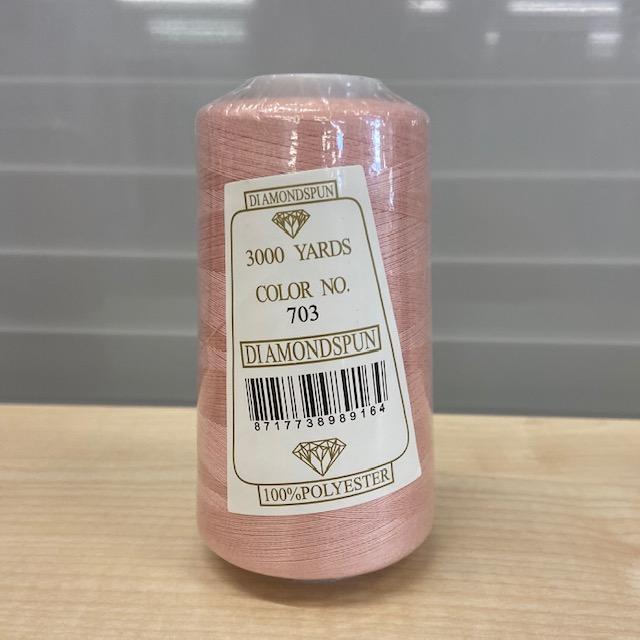 DIAMONDSPUN
3000 YARDS
COLOR NO.
703
DIAMONDSPUN
8717738989164
100%POLYESTER